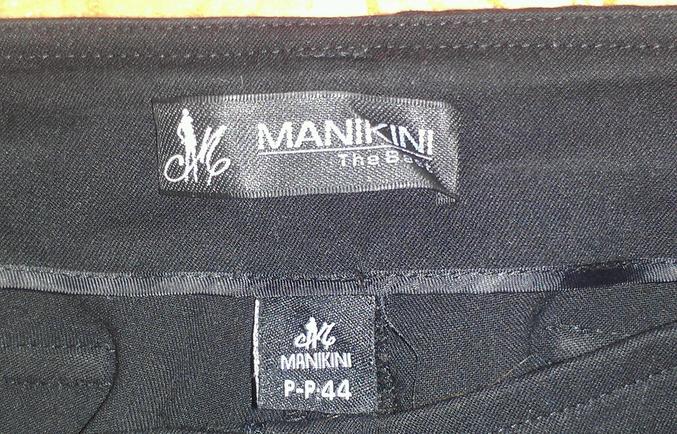 MANIKINI
The Best
MANIKINI
P-P.44